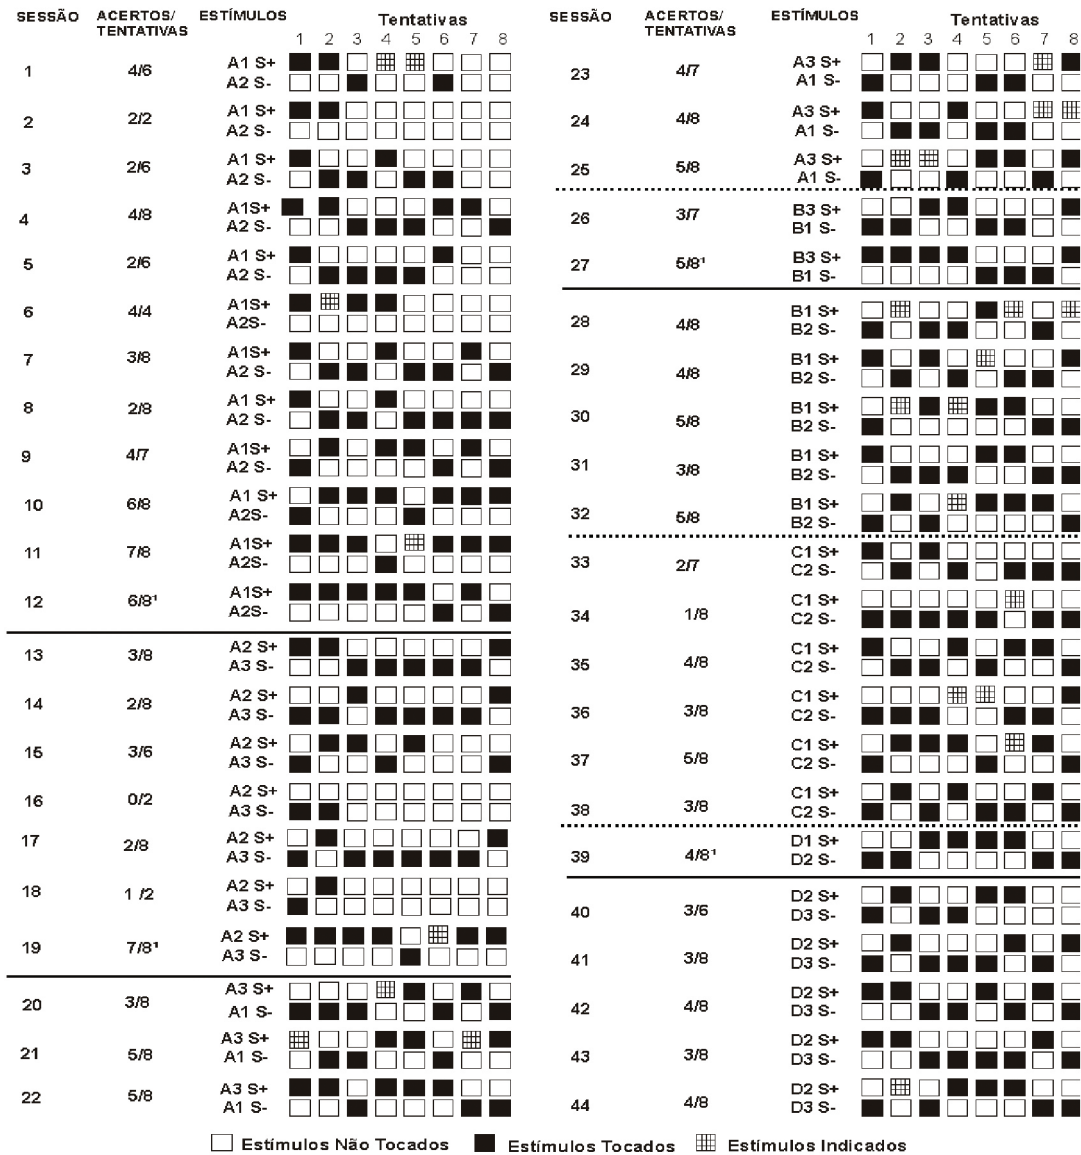 SESSÃO ACERTOS/ ESTÍMULOS Tentativas
TENTATIVAS 1 2 3 4 5 6 7 8
1 4/6 A1 S+
A2 S-
2 2/2 A1 S+
A2 S-
3 2/6 A1 S+
A2 S-
4 4/8 A1S+
A2 S-
5 2/6 A1 S+
A2 S-
6 4/4 A1S+
A2S-
7 3/8 A1S+
A2 S-
8 2/8 A1 S+
A2 S-
9 4/7 A1S+
A2 S-
10 6/8 A1 S+
A2S-
11 7/8 A1S+
A2S-
12 6/8¹ A1S+
A2S-
13 3/8 A2 S+
A3 S-
14 2/8 A2 S+
A3 S-
15 3/6 A2 S+
A3 S-
16 0/2 A2 S+
A3 S-
17 2/8 A2 S+
A3 S-
18 1 /2 A2 S+
A3 S-
19 7/8¹ A2 S+
A3 S-
20 3/8 A3 S+
A1 S-
21 5/8 A3 S+
A1 S-
22 5/8 A3 S+
A1 S-
SESSÃO ACERTOS/ ESTÍMULOS Tentativas
TENTATIVAS 1 2 3 4 5 6 7 8
23 4/7 A3 S+
A1 S-
24 4/8 A3 S+
A1 S-
25 5/8 A3 S+
A1 S-
26 3/7 B3 S+
B1 S-
27 5/8¹ B3 S+
B1 S-
28 4/8 B1 S+
B2 S-
29 4/8 B1 S+
B2 S-
30 5/8 B1 S+
B2 S-
31 3/8 B1 S+
B2 S-
32 5/8 B1 S+
B2 S-
33 2/7 C1 S+
C2 S-
34 1/8 C1 S+
C2 S-
35 4/8 C1 S+
C2 S-
36 3/8 C1 S+
C2 S-
37 5/8 C1 S+
C2 S-
38 3/8 C1 S+
C2 S-
39 4/8¹ D1 S+
D2 S-
40 3/6 D2 S+
D3 S-
41 3/8 D2 S+
D3 S-
42 4/8 D2 S+
D3 S-
43 3/8 D2 S+
D3 S-
44 4/8 D2 S+
D3 S-
Estímulos Não Tocados Estímulos Tocados Estímulos Indicados